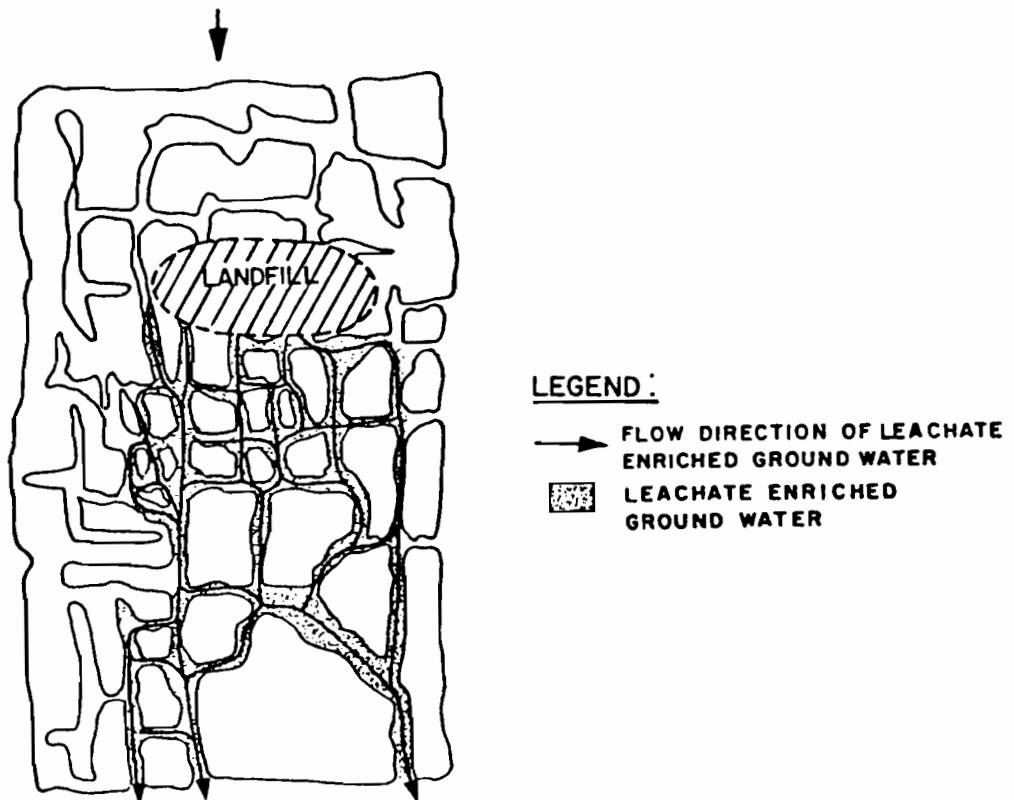 LANDFILL
LEGEND:
FLOW DIRECTION OF LEACHATE
ENRICHED GROUND WATER
LEACHATE ENRICHED
GROUND WATER